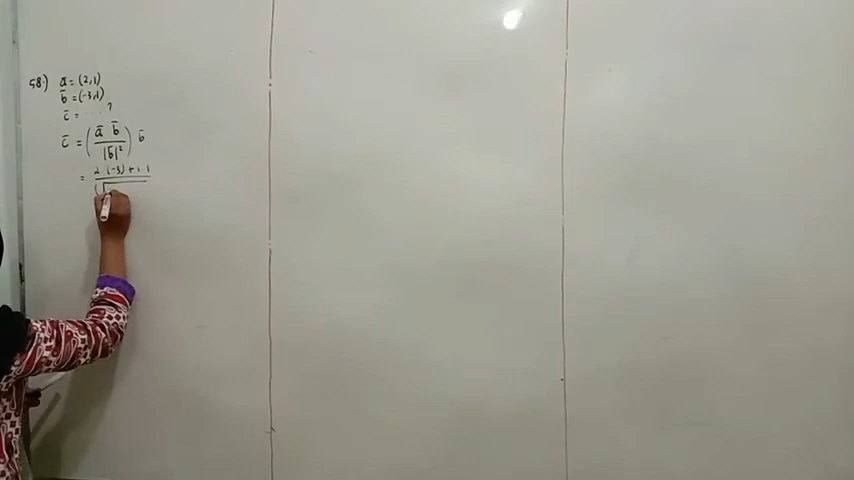 58.) a̅ = (2,1)
b̅ = (-3,1)
c̅ = ... ?
c̅ = (a̅ b̅ / |b̅|²) b̅
= 2·(-3) + 1·1 / (√